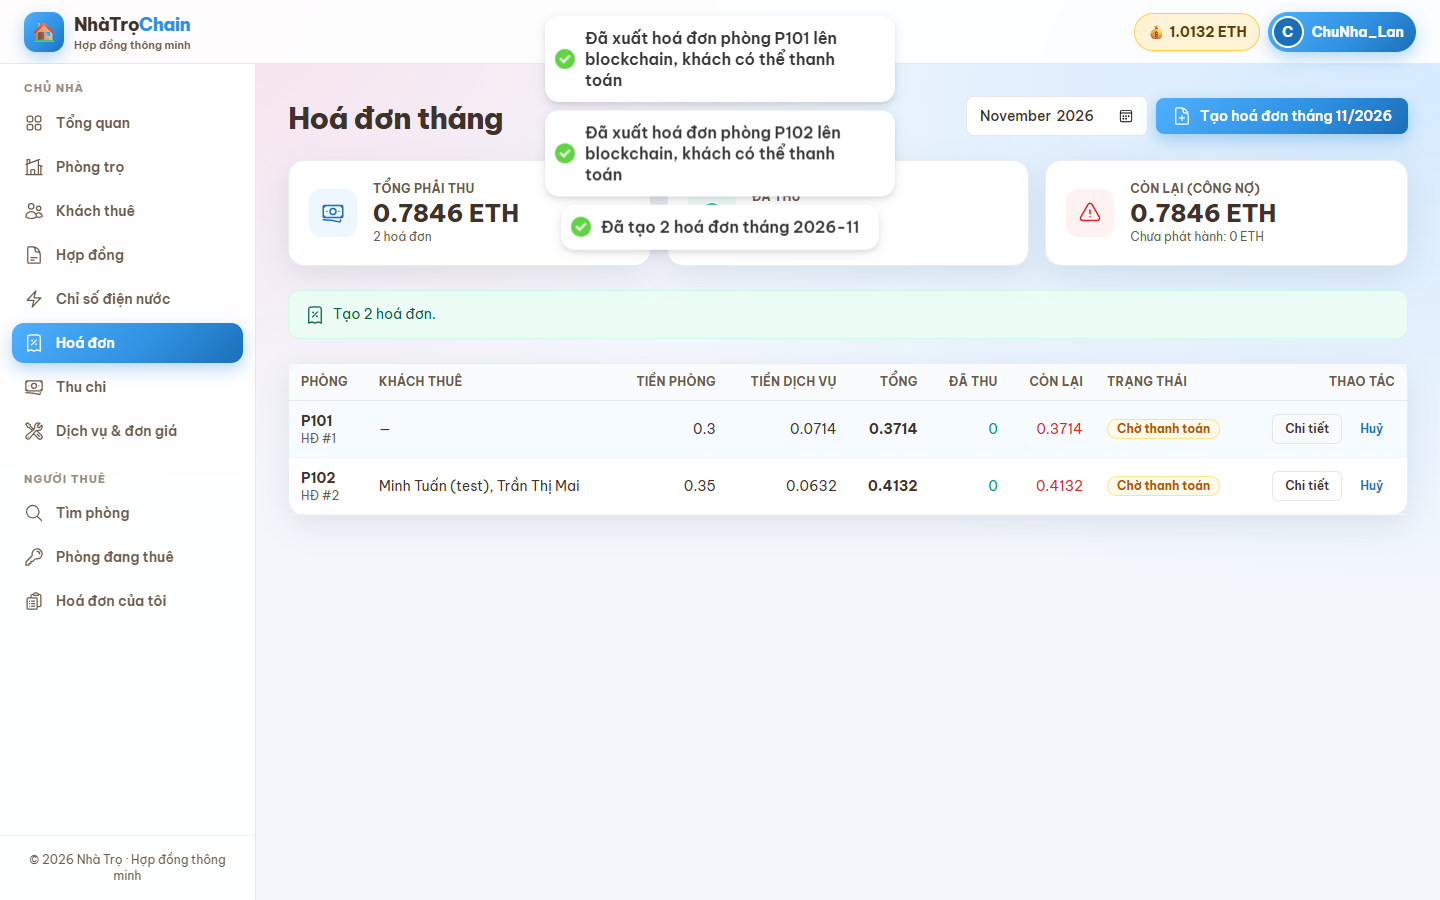 NhàTrọChain
Hợp đồng thông minh
1.0132 ETH
C
ChuNha_Lan
Đã xuất hoá đơn phòng P101 lên
blockchain, khách có thể thanh
toán
Đã xuất hoá đơn phòng P102 lên
blockchain, khách có thể thanh
toán
Đã tạo 2 hoá đơn tháng 2026-11
CHỦ NHÀ
Tổng quan
Phòng trọ
Khách thuê
Hợp đồng
Chỉ số điện nước
Hoá đơn
Thu chi
Dịch vụ & đơn giá
NGƯỜI THUÊ
Tìm phòng
Phòng đang thuê
Hoá đơn của tôi
© 2026 Nhà Trọ · Hợp đồng thông
minh
Hoá đơn tháng
November 2026
Tạo hoá đơn tháng 11/2026
TỔNG PHẢI THU
0.7846 ETH
2 hoá đơn
ĐÃ THU
CÒN LẠI (CÔNG NỢ)
0.7846 ETH
Chưa phát hành: 0 ETH
Tạo 2 hoá đơn.
PHÒNG KHÁCH THUÊ TIỀN PHÒNG TIỀN DỊCH VỤ TỔNG ĐÃ THU CÒN LẠI TRẠNG THÁI THAO TÁC
P101 — 0.3 0.0714 0.3714 0 0.3714 Chờ thanh toán Chi tiết Huỷ
HĐ #1
P102 Minh Tuấn (test), Trần Thị Mai 0.35 0.0632 0.4132 0 0.4132 Chờ thanh toán Chi tiết Huỷ
HĐ #2